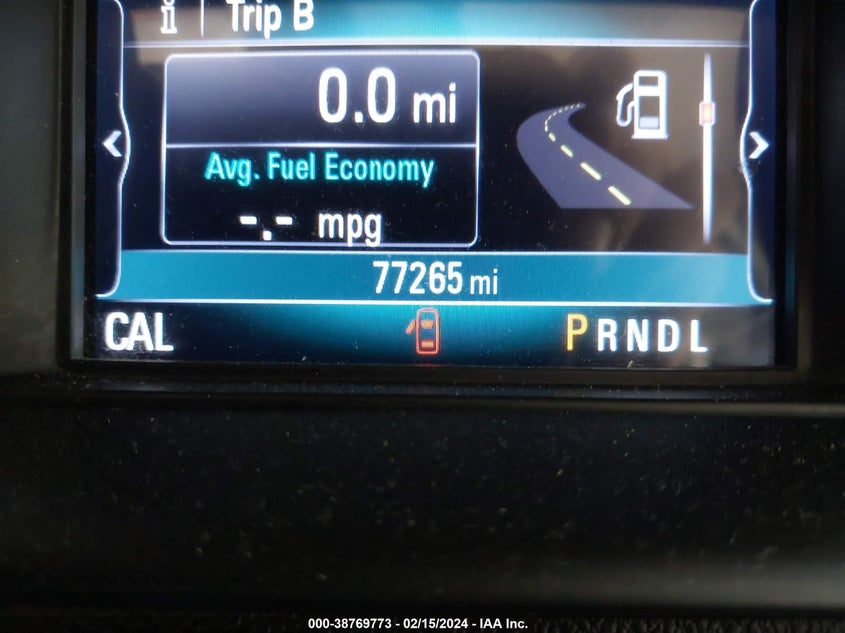 i | Trip B
0.0 mi
Avg. Fuel Economy
-.- mpg
77265 mi
CAL PRNDL
000-38769773 - 02/15/2024 - IAA Inc.